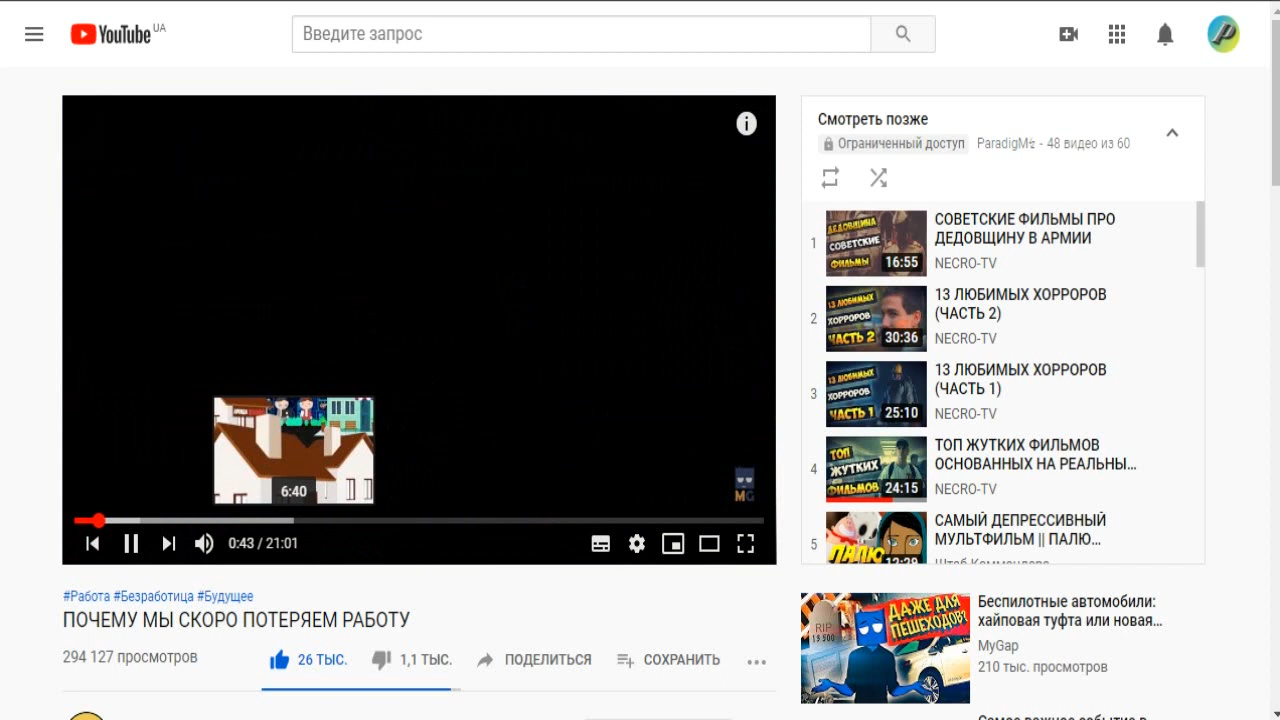 YouTube UA
Введите запрос
Смотреть позже
Ограниченный доступ
48 видео из 60
1
ДЕДОВЩИНА
СОВЕТСКИЕ
ФИЛЬМЫ
16:55
СОВЕТСКИЕ ФИЛЬМЫ ПРО
ДЕДОВЩИНУ В АРМИИ
NECRO-TV
2
13 ЛЮБИМЫХ
ХОРРОРОВ
ЧАСТЬ 2
30:36
13 ЛЮБИМЫХ ХОРРОРОВ
(ЧАСТЬ 2)
NECRO-TV
3
13 ЛЮБИМЫХ
ХОРРОРОВ
ЧАСТЬ 1
25:10
13 ЛЮБИМЫХ ХОРРОРОВ
(ЧАСТЬ 1)
NECRO-TV
4
ТОП
ЖУТКИХ
ФИЛЬМОВ
24:15
ТОП ЖУТКИХ ФИЛЬМОВ
ОСНОВАННЫХ НА РЕАЛЬНЫ...
NECRO-TV
5
ПАЛЮ
САМЫЙ ДЕПРЕССИВНЫЙ
МУЛЬТФИЛЬМ || ПАЛЮ...
6:40
MG
0:43 / 21:01
#Работа #Безработица #Будущее
ПОЧЕМУ МЫ СКОРО ПОТЕРЯЕМ РАБОТУ
294 127 просмотров
26 ТЫС.
1,1 ТЫС.
ПОДЕЛИТЬСЯ
СОХРАНИТЬ
RIP
ДАЖЕ ДЛЯ
ПЕШЕХОДОВ?
Беспилотные автомобили:
хайповая туфта или новая...
MyGap
210 тыс. просмотров